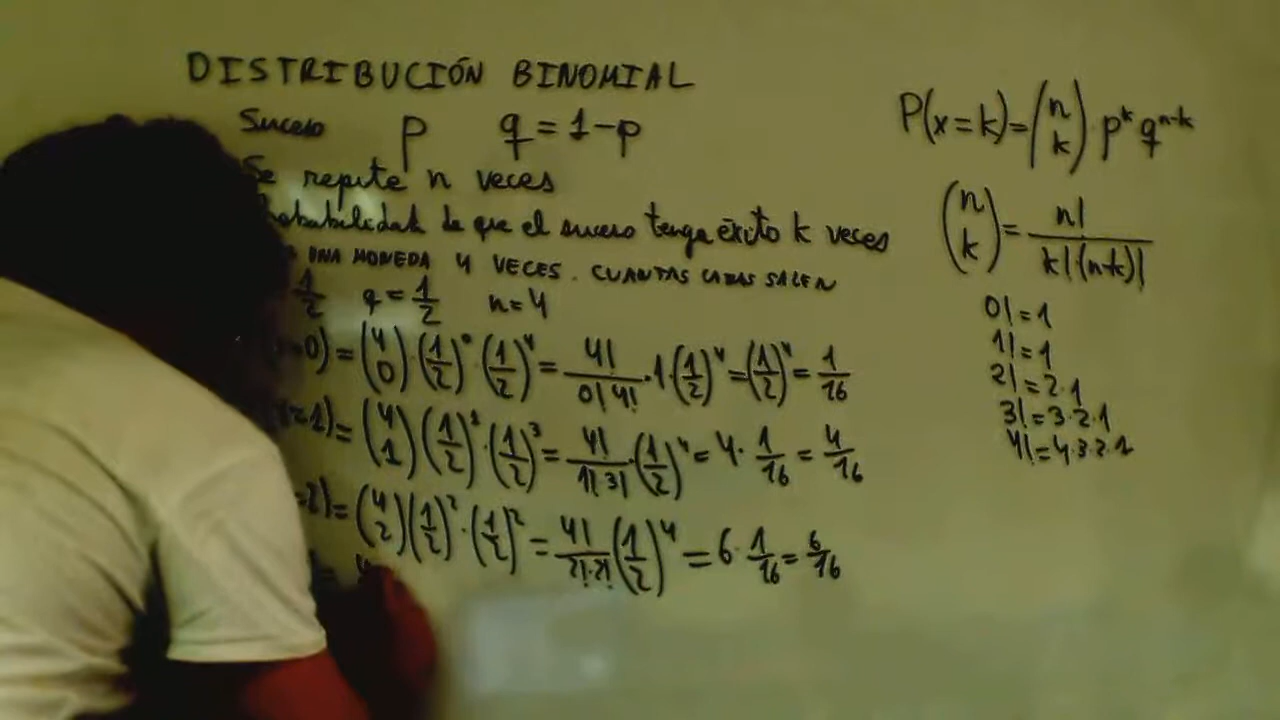 DISTRIBUCIÓN BINOMIAL
Suceso p q = 1-p
Se repite n veces
robabilidad de que el suceso tenga éxito k veces
UNA MONEDA 4 VECES. CUANTAS CARAS SALEN
1/2 q = 1/2 n = 4
=0) = (4 0)·(1/2)^0·(1/2)^4 = 4!/(0! 4!)·1·(1/2)^4 = (1/2)^4 = 1/16
=1) = (4 1)(1/2)^1·(1/2)^3 = 4!/(1! 3!)·(1/2)^4 = 4·1/16 = 4/16
=2) = (4 2)(1/2)^2·(1/2)^2 = 4!/(2!·2!)(1/2)^4 = 6·1/16 = 6/16
= 4
P(x=k) = (n k)·p^k q^(n-k)
(n k) = n!/(k!(n-k)!)
0! = 1
1! = 1
2! = 2·1
3! = 3·2·1
4! = 4·3·2·1